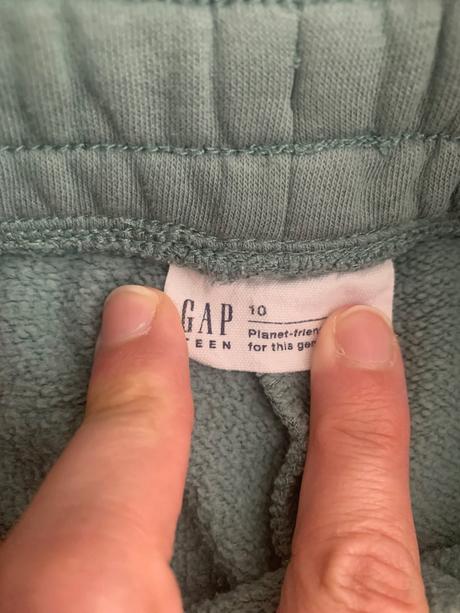 GAP
TEEN
10
Planet-frien
for this ge